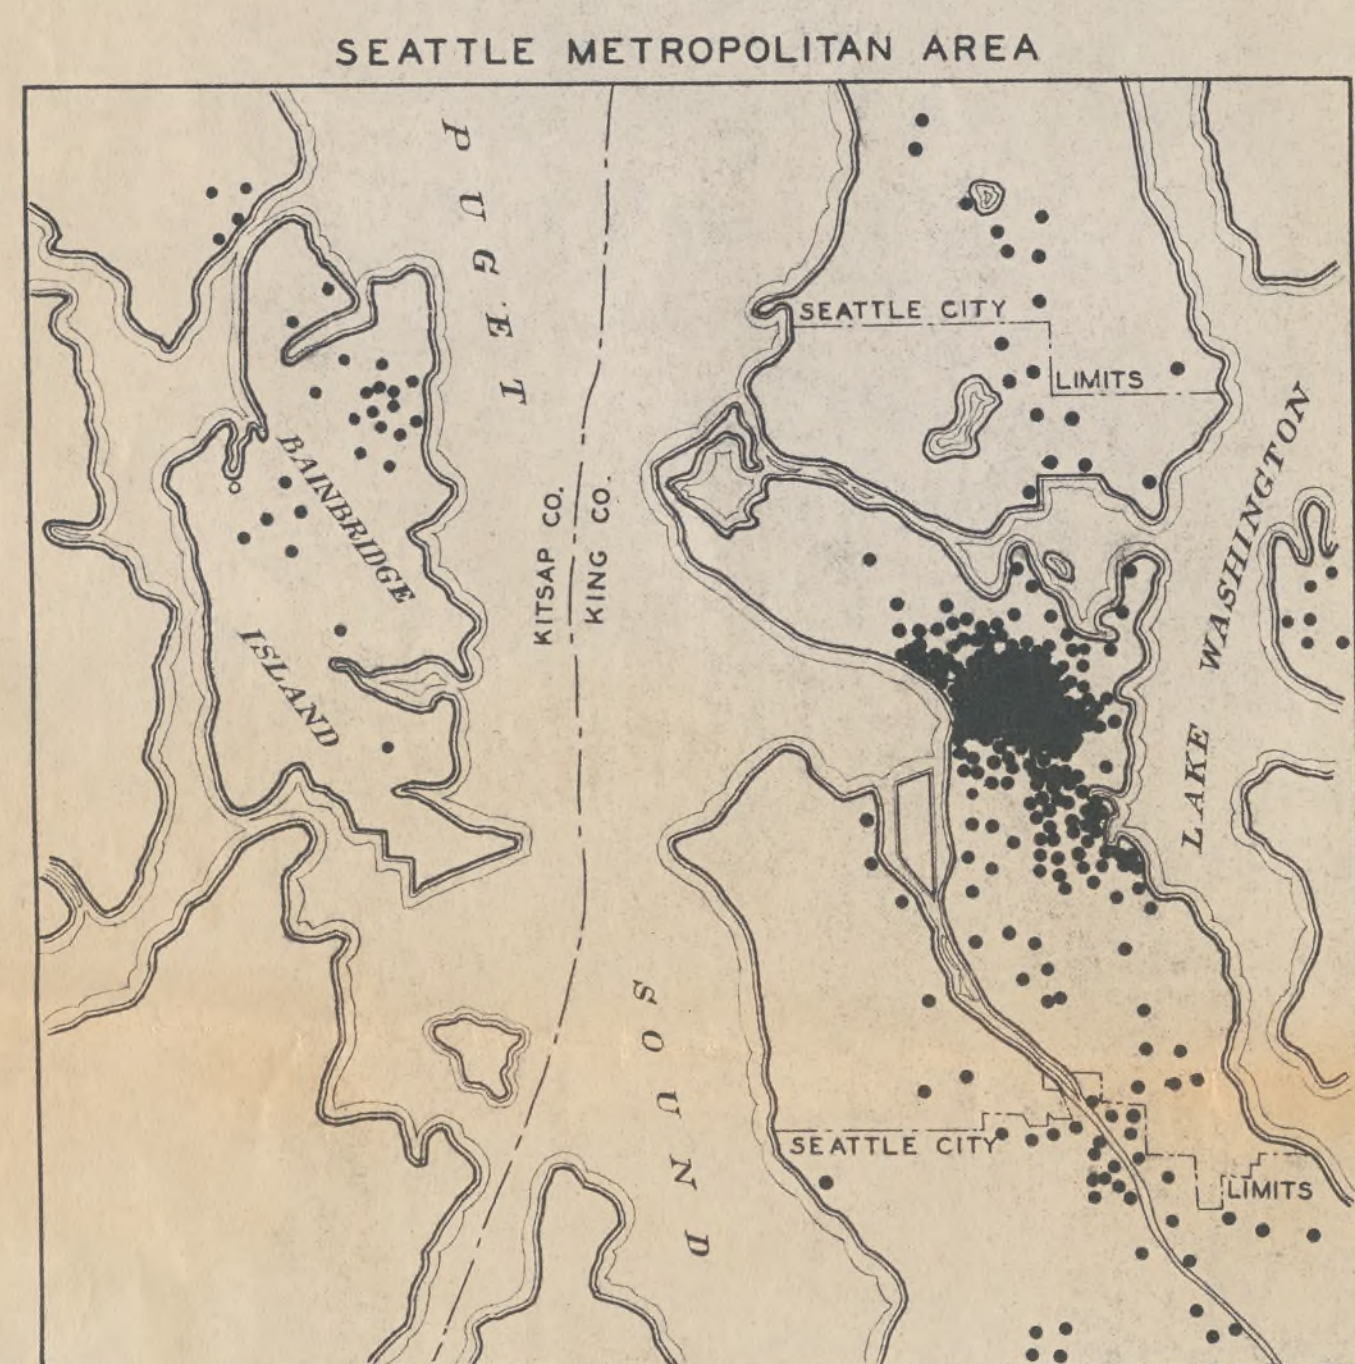 SEATTLE METROPOLITAN AREA
PUGET
SEATTLE CITY
LIMITS
BAINBRIDGE
ISLAND
KITSAP CO.
KING CO.
LAKE WASHINGTON
SOUND
SEATTLE CITY
LIMITS